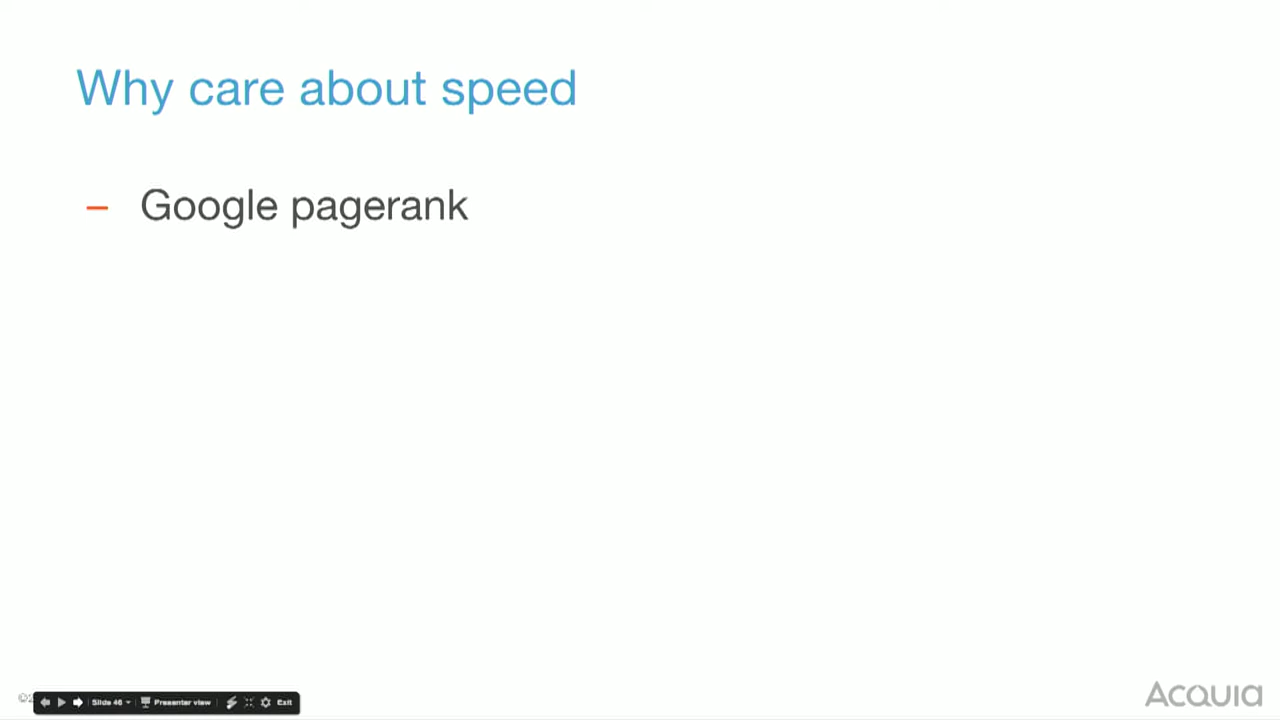 Why care about speed
– Google pagerank
Slide 46
Presenter view
Exit
Acquia